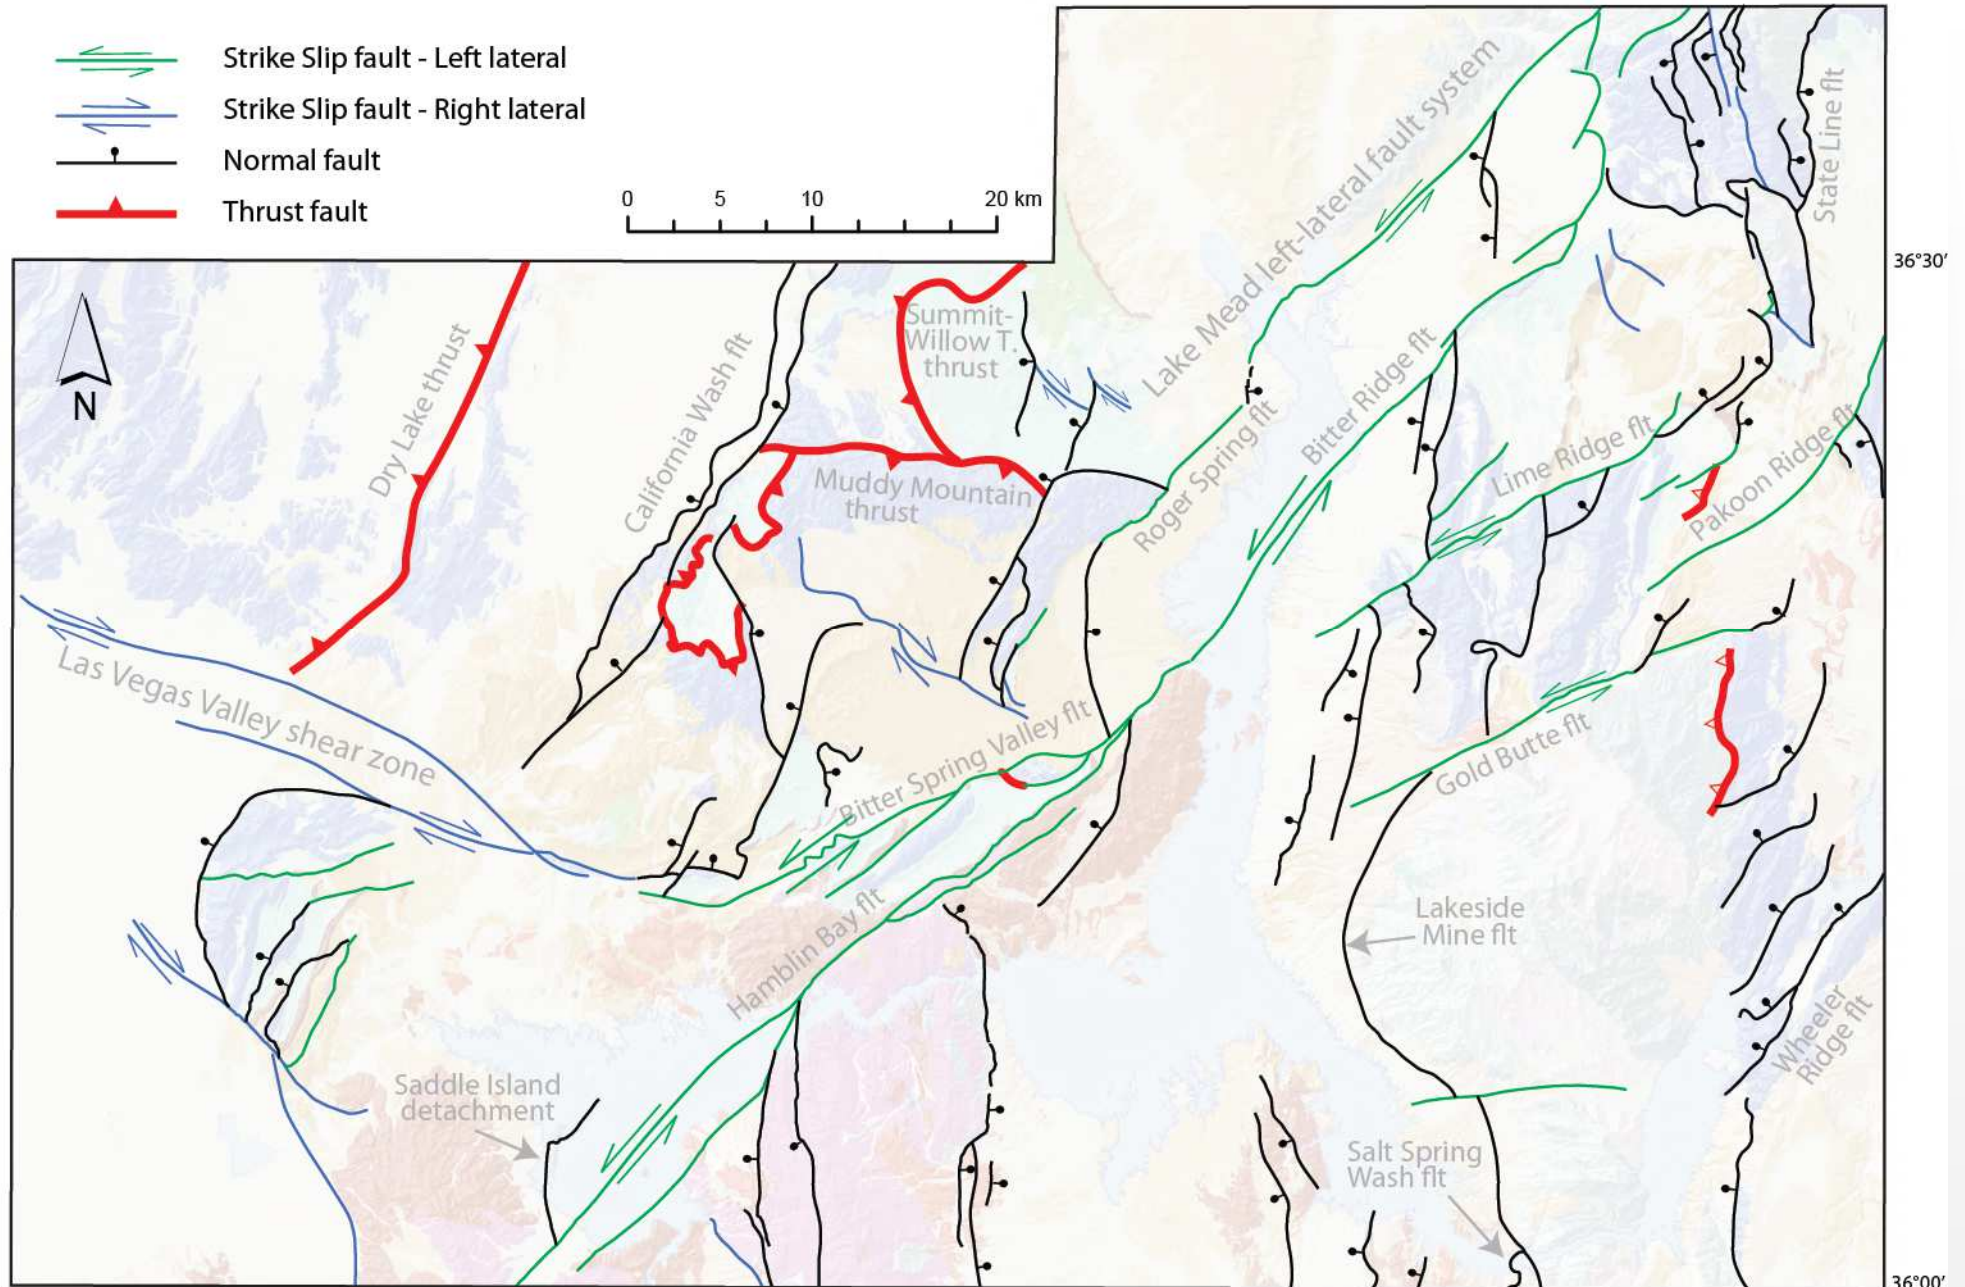 Strike Slip fault - Left lateral
Strike Slip fault - Right lateral
Normal fault
Thrust fault
0 5 10 20 km
N
36°30'
36°00'
State Line flt
Lake Mead left-lateral fault system
Summit-
Willow T.
thrust
Dry Lake thrust
California Wash flt
Muddy Mountain
thrust
Roger Spring flt
Bitter Ridge flt
Lime Ridge flt
Pakoon Ridge flt
Las Vegas Valley shear zone
Bitter Spring Valley flt
Gold Butte flt
Hamblin Bay flt
Lakeside
Mine flt
Wheeler
Ridge flt
Saddle Island
detachment
Salt Spring
Wash flt